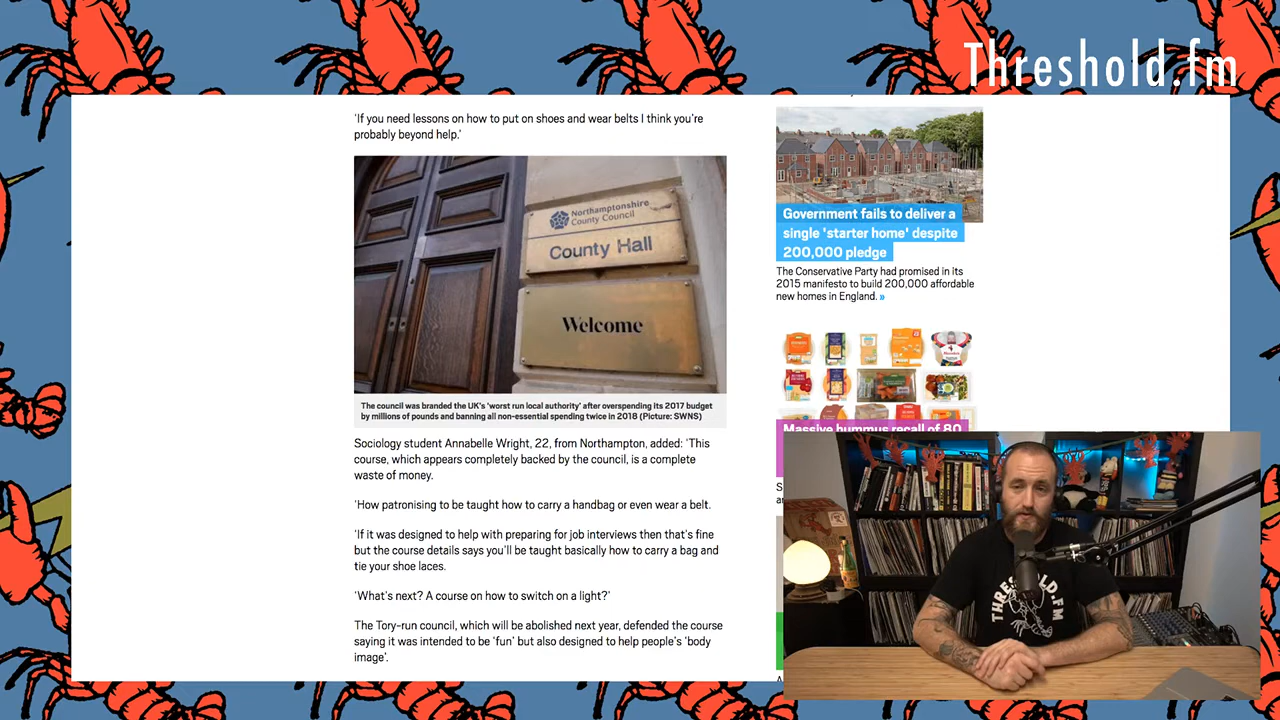 Threshold.fm
'If you need lessons on how to put on shoes and wear belts I think you're
probably beyond help.'
Northamptonshire
County Council
County Hall
Welcome
The council was branded the UK's 'worst run local authority' after overspending its 2017 budget
by millions of pounds and banning all non-essential spending twice in 2018 (Picture: SWNS)
Sociology student Annabelle Wright, 22, from Northampton, added: 'This
course, which appears completely backed by the council, is a complete
waste of money.
'How patronising to be taught how to carry a handbag or even wear a belt.
'If it was designed to help with preparing for job interviews then that's fine
but the course details says you'll be taught basically how to carry a bag and
tie your shoe laces.
'What's next? A course on how to switch on a light?'
The Tory-run council, which will be abolished next year, defended the course
saying it was intended to be 'fun' but also designed to help people's 'body
image'.
Government fails to deliver a
single 'starter home' despite
200,000 pledge
The Conservative Party had promised in its
2015 manifesto to build 200,000 affordable
new homes in England. »
Massive hummus recall of 80
THRESHOLD.FM